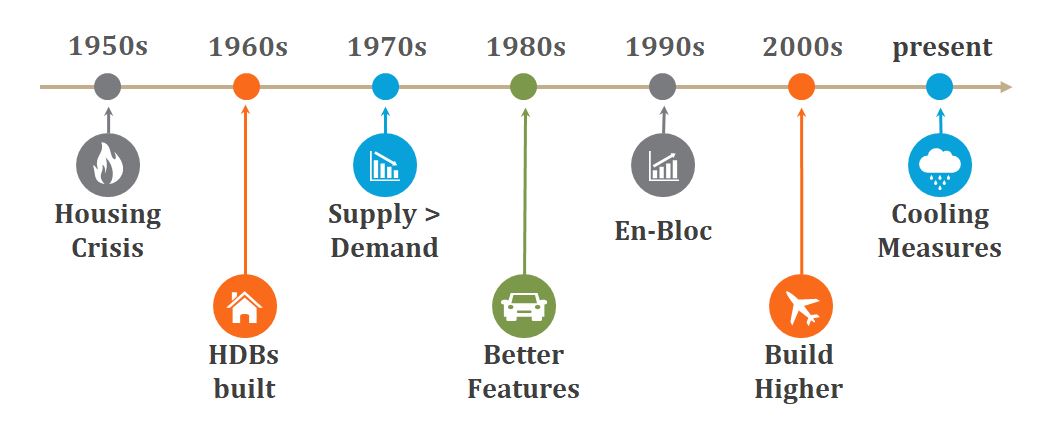 1950s 1960s 1970s 1980s 1990s 2000s present
Housing
Crisis
Supply >
Demand
En-Bloc
Cooling
Measures
HDBs
built
Better
Features
Build
Higher